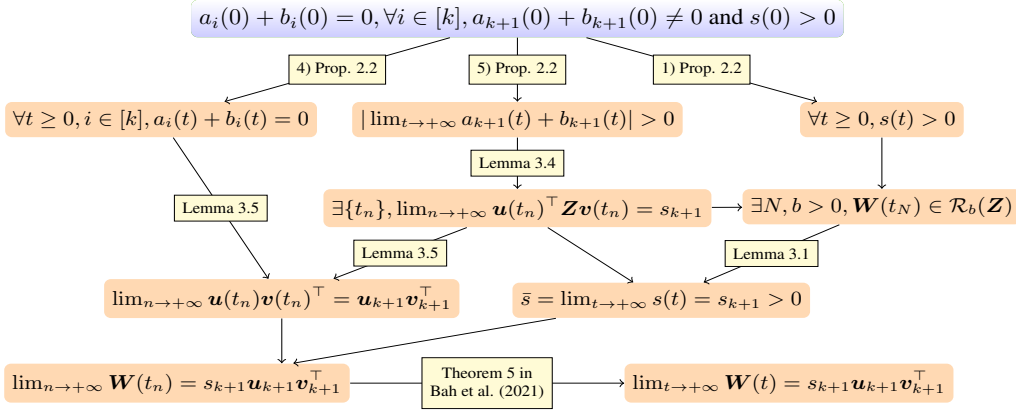 a_i(0) + b_i(0) = 0, ∀i ∈ [k], a_{k+1}(0) + b_{k+1}(0) ≠ 0 and s(0) > 0
4) Prop. 2.2
5) Prop. 2.2
1) Prop. 2.2
∀t ≥ 0, i ∈ [k], a_i(t) + b_i(t) = 0
| lim_{t→+∞} a_{k+1}(t) + b_{k+1}(t)| > 0
∀t ≥ 0, s(t) > 0
Lemma 3.4
Lemma 3.5
∃{t_n}, lim_{n→+∞} u(t_n)^⊤ Zv(t_n) = s_{k+1}
∃N, b > 0, W(t_N) ∈ R_b(Z)
Lemma 3.5
Lemma 3.1
lim_{n→+∞} u(t_n)v(t_n)^⊤ = u_{k+1}v_{k+1}^⊤
s̄ = lim_{t→+∞} s(t) = s_{k+1} > 0
lim_{n→+∞} W(t_n) = s_{k+1}u_{k+1}v_{k+1}^⊤
Theorem 5 in
Bah et al. (2021)
lim_{t→+∞} W(t) = s_{k+1}u_{k+1}v_{k+1}^⊤